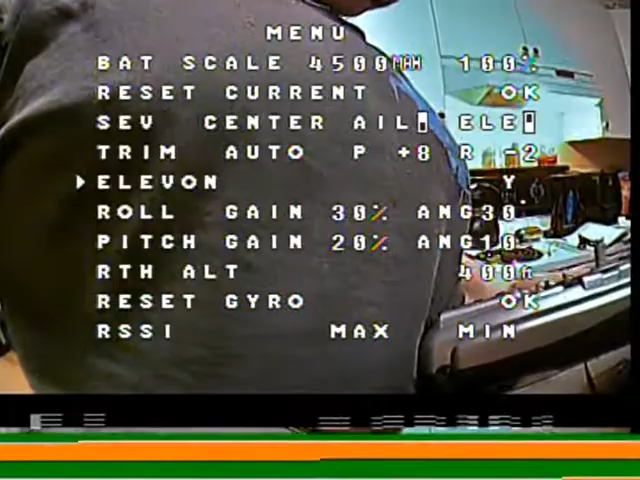 MENU
BAT SCALE 4500MAH 100%
RESET CURRENT OK
SEV CENTER AIL ELE
TRIM AUTO P +8 R -2
ELEVON Y
ROLL GAIN 30% ANG30
PITCH GAIN 20% ANG10
RTH ALT 400m
RESET GYRO OK
RSSI MAX MIN